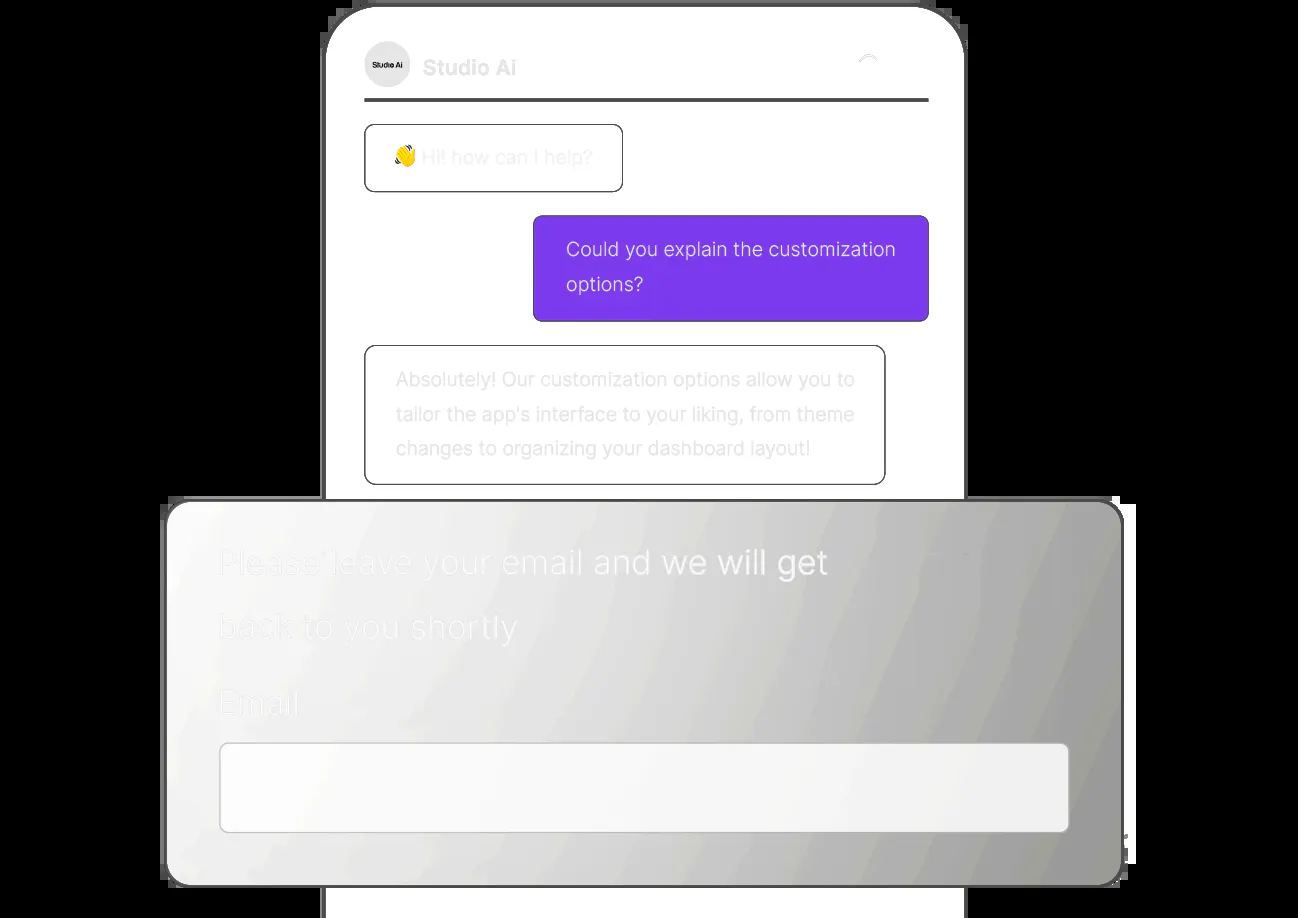 Studio Ai
Studio Ai
👋 Hi! how can I help?
Could you explain the customization
options?
Absolutely! Our customization options allow you to
tailor the app's interface to your liking, from theme
changes to organizing your dashboard layout!
Please leave your email and we will get
back to you shortly
Email